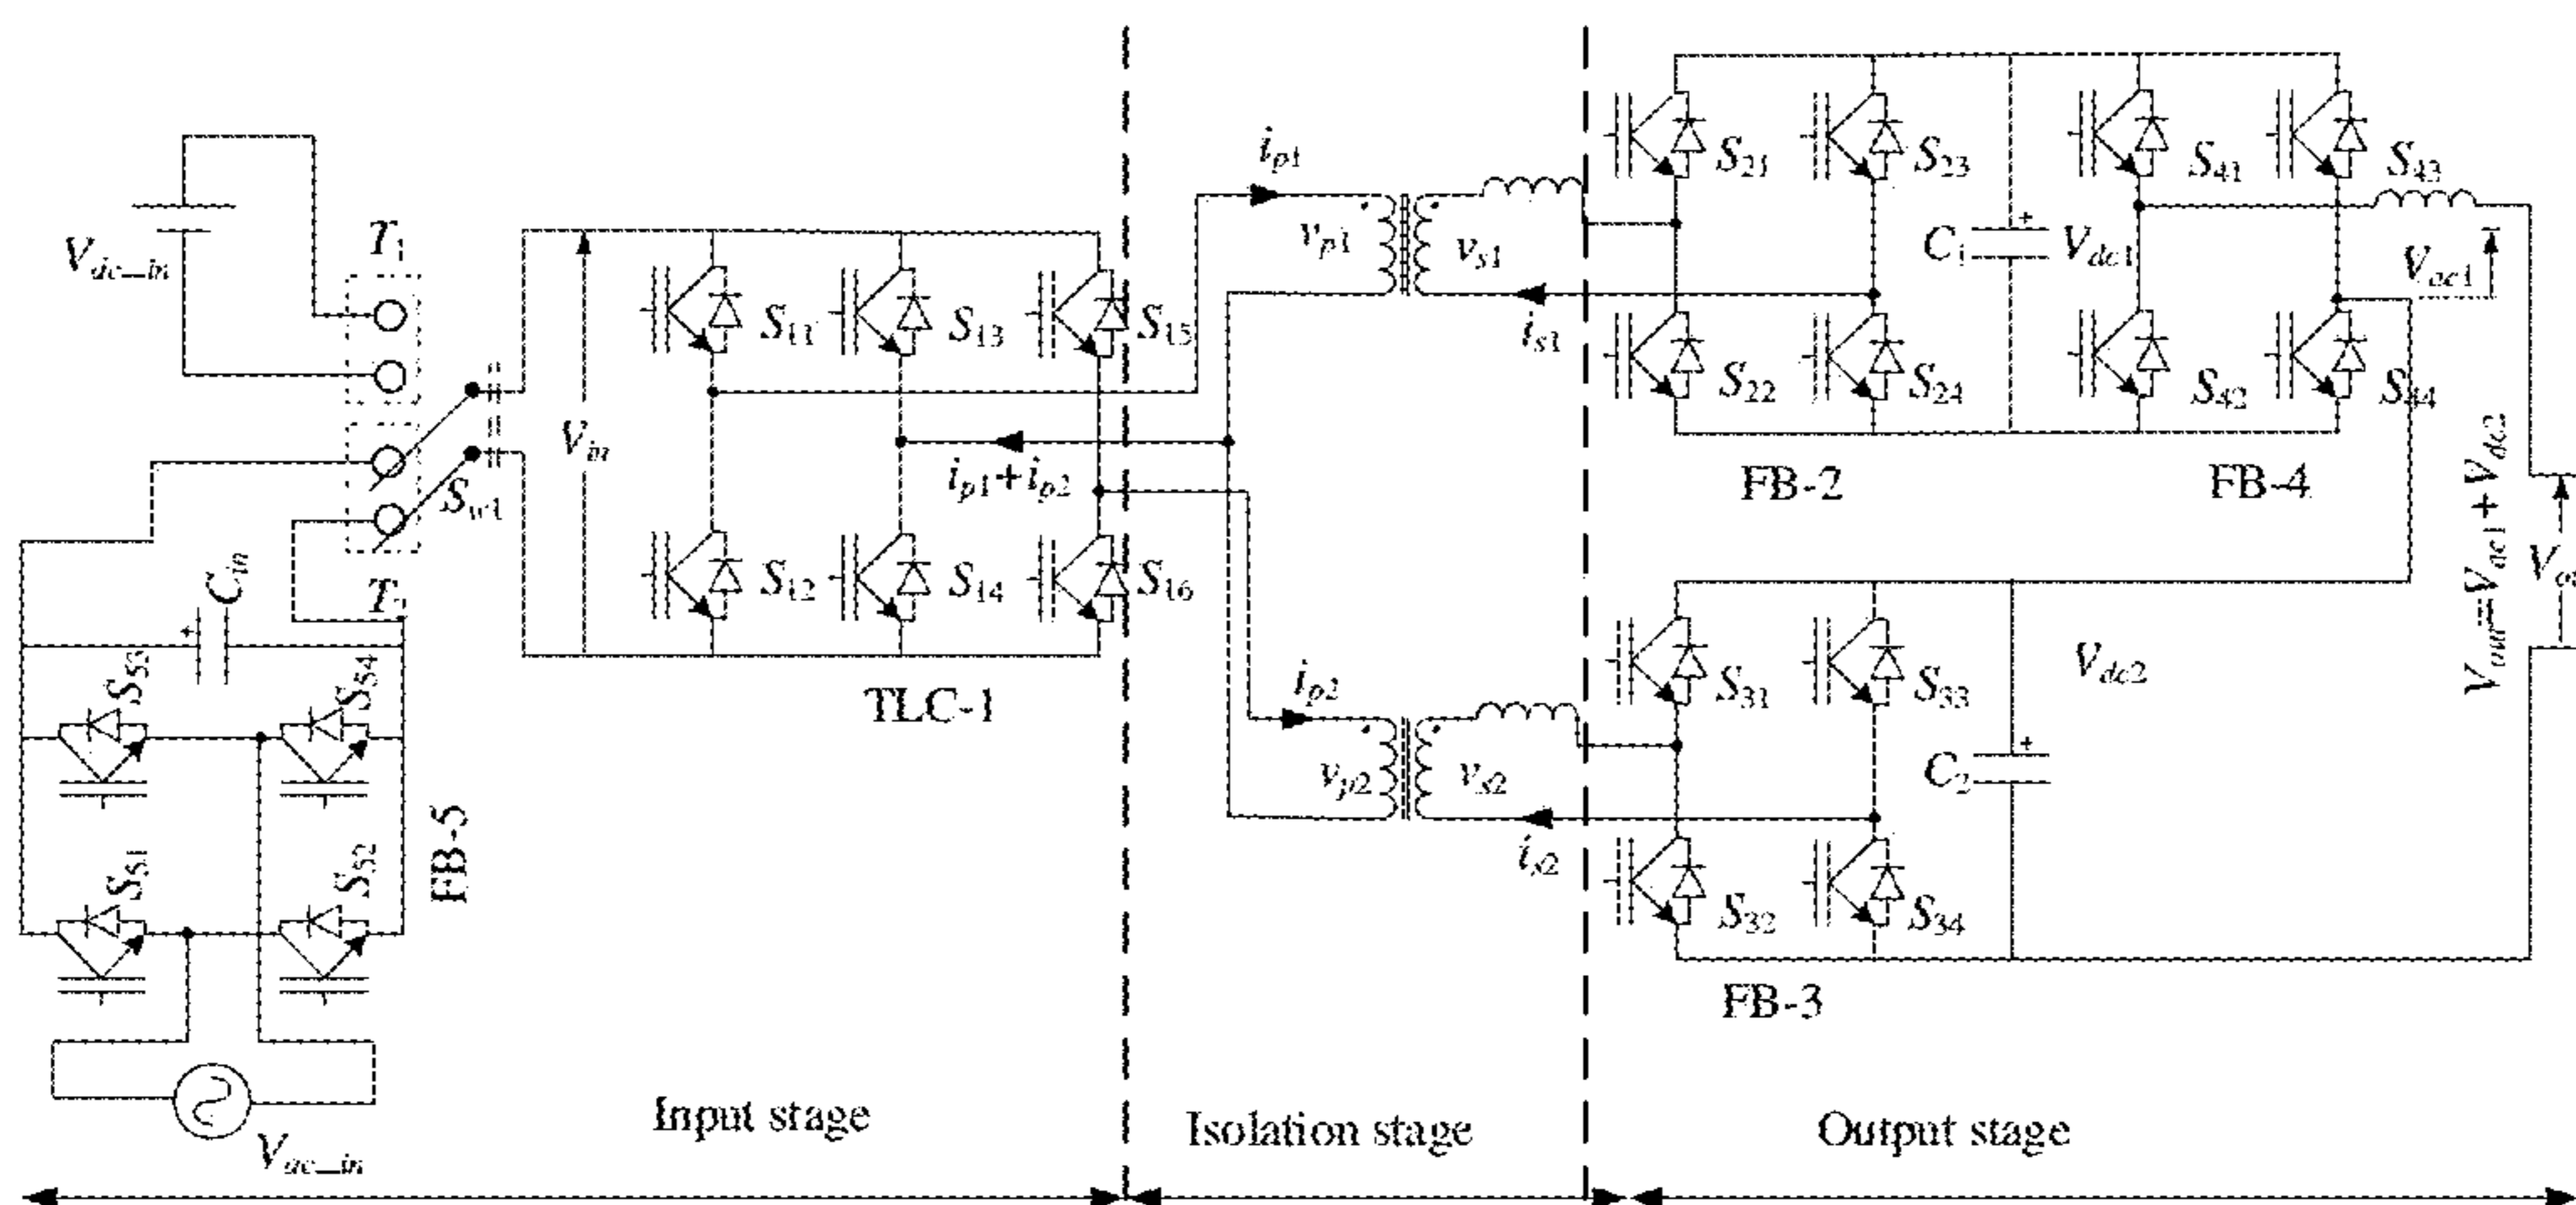 V_dc_in
T_1
S_w1
T_2
C_in
S_53
S_54
S_51
S_52
FB-5
V_ac_in
V_in
S_11
S_13
S_15
S_12
S_14
S_16
TLC-1
i_p1+i_p2
i_p1
v_p1
v_s1
i_s1
i_p2
v_p2
v_s2
i_s2
S_21
S_23
S_22
S_24
C_1
V_dc1
S_41
S_43
S_42
S_44
V_ac1
FB-2
FB-4
S_31
S_33
S_32
S_34
V_dc2
C_2
FB-3
V_out=V_ac1+V_dc2
Input stage
Isolation stage
Output stage